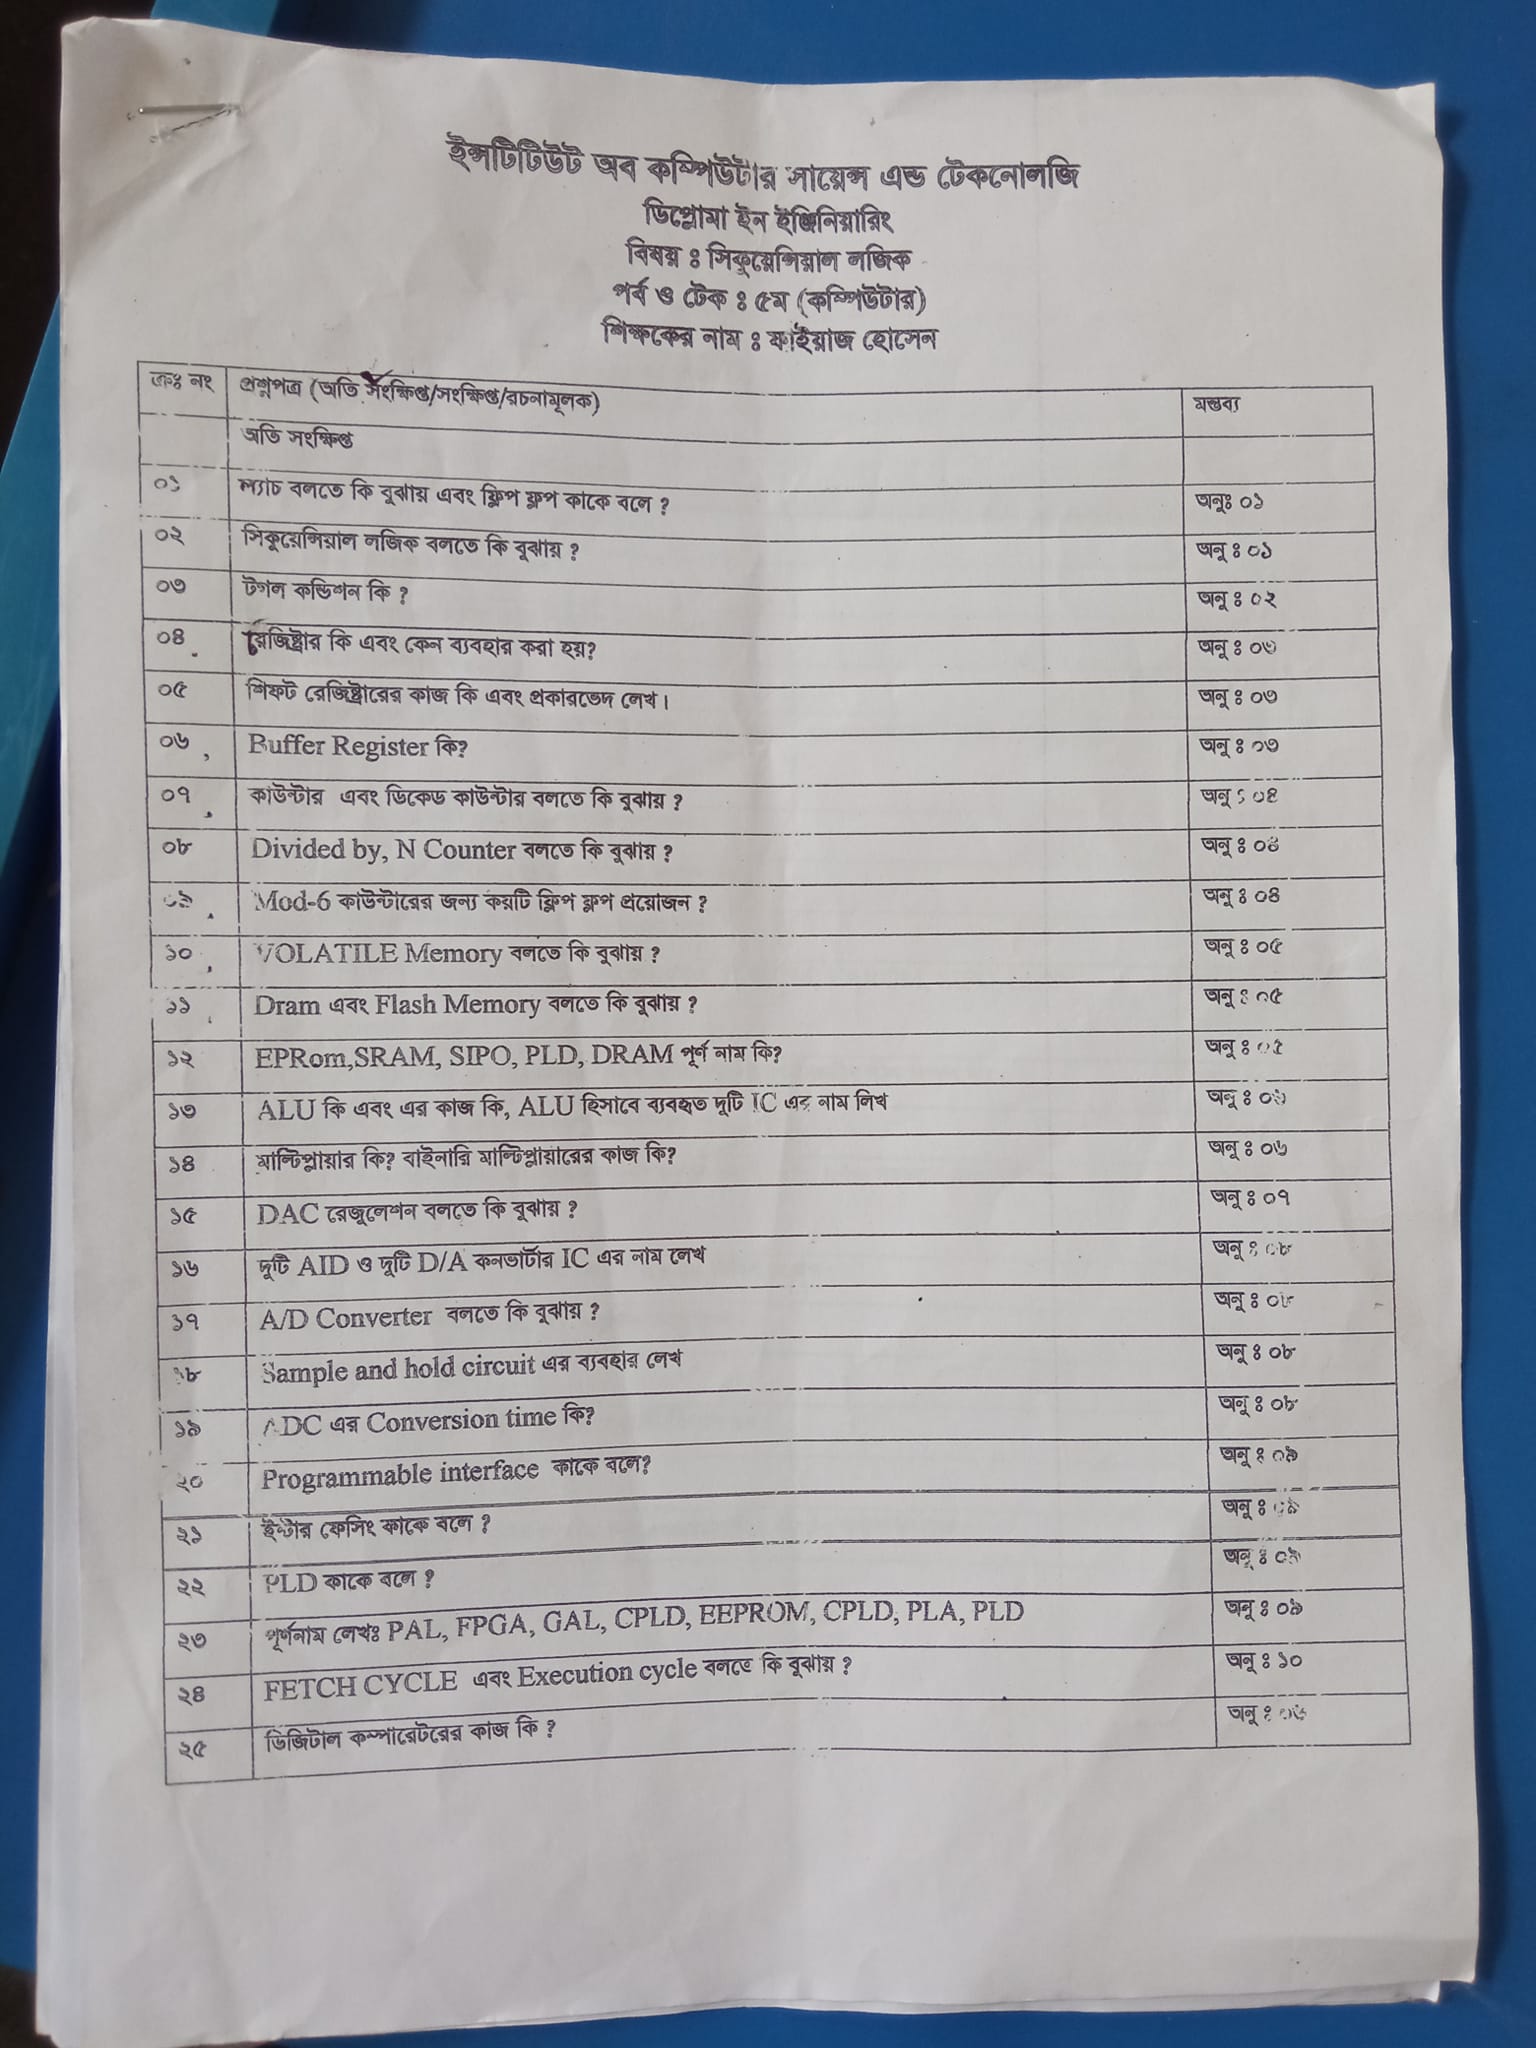 ইন্সটিটিউট অব কম্পিউটার সায়েন্স এন্ড টেকনোলজি
ডিপ্লোমা ইন ইঞ্জিনিয়ারিং
বিষয় ঃ সিকুয়েন্সিয়াল লজিক
পর্ব ও টেক ঃ ৫ম (কম্পিউটার)
শিক্ষকের নাম ঃ ফাইয়াজ হোসেন
ক্রঃ নং প্রশ্নপত্র (অতি সংক্ষিপ্ত/সংক্ষিপ্ত/রচনামূলক) মন্তব্য
অতি সংক্ষিপ্ত
০১ ল্যাচ বলতে কি বুঝায় এবং ফ্লিপ ফ্লপ কাকে বলে ? অনুঃ ০১
০২ সিকুয়েন্সিয়াল লজিক বলতে কি বুঝায় ? অনু ঃ ০১
০৩ টগল কন্ডিশন কি ? অনু ঃ ০২
০৪ রেজিষ্ট্রার কি এবং কেন ব্যবহার করা হয়? অনু ঃ ০৩
০৫ শিফট রেজিষ্ট্রারের কাজ কি এবং প্রকারভেদ লেখ। অনু ঃ ০৩
০৬ Buffer Register কি? অনু ঃ ০৩
০৭ কাউন্টার এবং ডিকেড কাউন্টার বলতে কি বুঝায় ? অনু ঃ ০৪
০৮ Divided by, N Counter বলতে কি বুঝায় ? অনু ঃ ০৪
০৯ Mod-6 কাউন্টারের জন্য কয়টি ফ্লিপ ফ্লপ প্রয়োজন ? অনু ঃ ০৪
১০ VOLATILE Memory বলতে কি বুঝায় ? অনু ঃ ০৫
১১ Dram এবং Flash Memory বলতে কি বুঝায় ? অনু ঃ ০৫
১২ EPRom,SRAM, SIPO, PLD, DRAM পূর্ণ নাম কি? অনু ঃ ০৫
১৩ ALU কি এবং এর কাজ কি, ALU হিসাবে ব্যবহৃত দুটি IC এর নাম লিখ অনু ঃ ০৬
১৪ মাল্টিপ্লায়ার কি? বাইনারি মাল্টিপ্লায়ারের কাজ কি? অনু ঃ ০৬
১৫ DAC রেজুলেশন বলতে কি বুঝায় ? অনু ঃ ০৭
১৬ দুটি AID ও দুটি D/A কনভার্টার IC এর নাম লেখ অনু ঃ ০৮
১৭ A/D Converter বলতে কি বুঝায় ? অনু ঃ ০৮
১৮ Sample and hold circuit এর ব্যবহার লেখ অনু ঃ ০৮
১৯ ADC এর Conversion time কি? অনু ঃ ০৮
২০ Programmable interface কাকে বলে? অনু ঃ ০৯
২১ ইন্টার ফেসিং কাকে বলে ? অনু ঃ ০৯
২২ PLD কাকে বলে ? অনু ঃ ০৯
২৩ পূর্ণনাম লেখঃ PAL, FPGA, GAL, CPLD, EEPROM, CPLD, PLA, PLD অনু ঃ ০৯
২৪ FETCH CYCLE এবং Execution cycle বলতে কি বুঝায় ? অনু ঃ ১০
২৫ ডিজিটাল কম্পারেটরের কাজ কি ? অনু ঃ ০৬